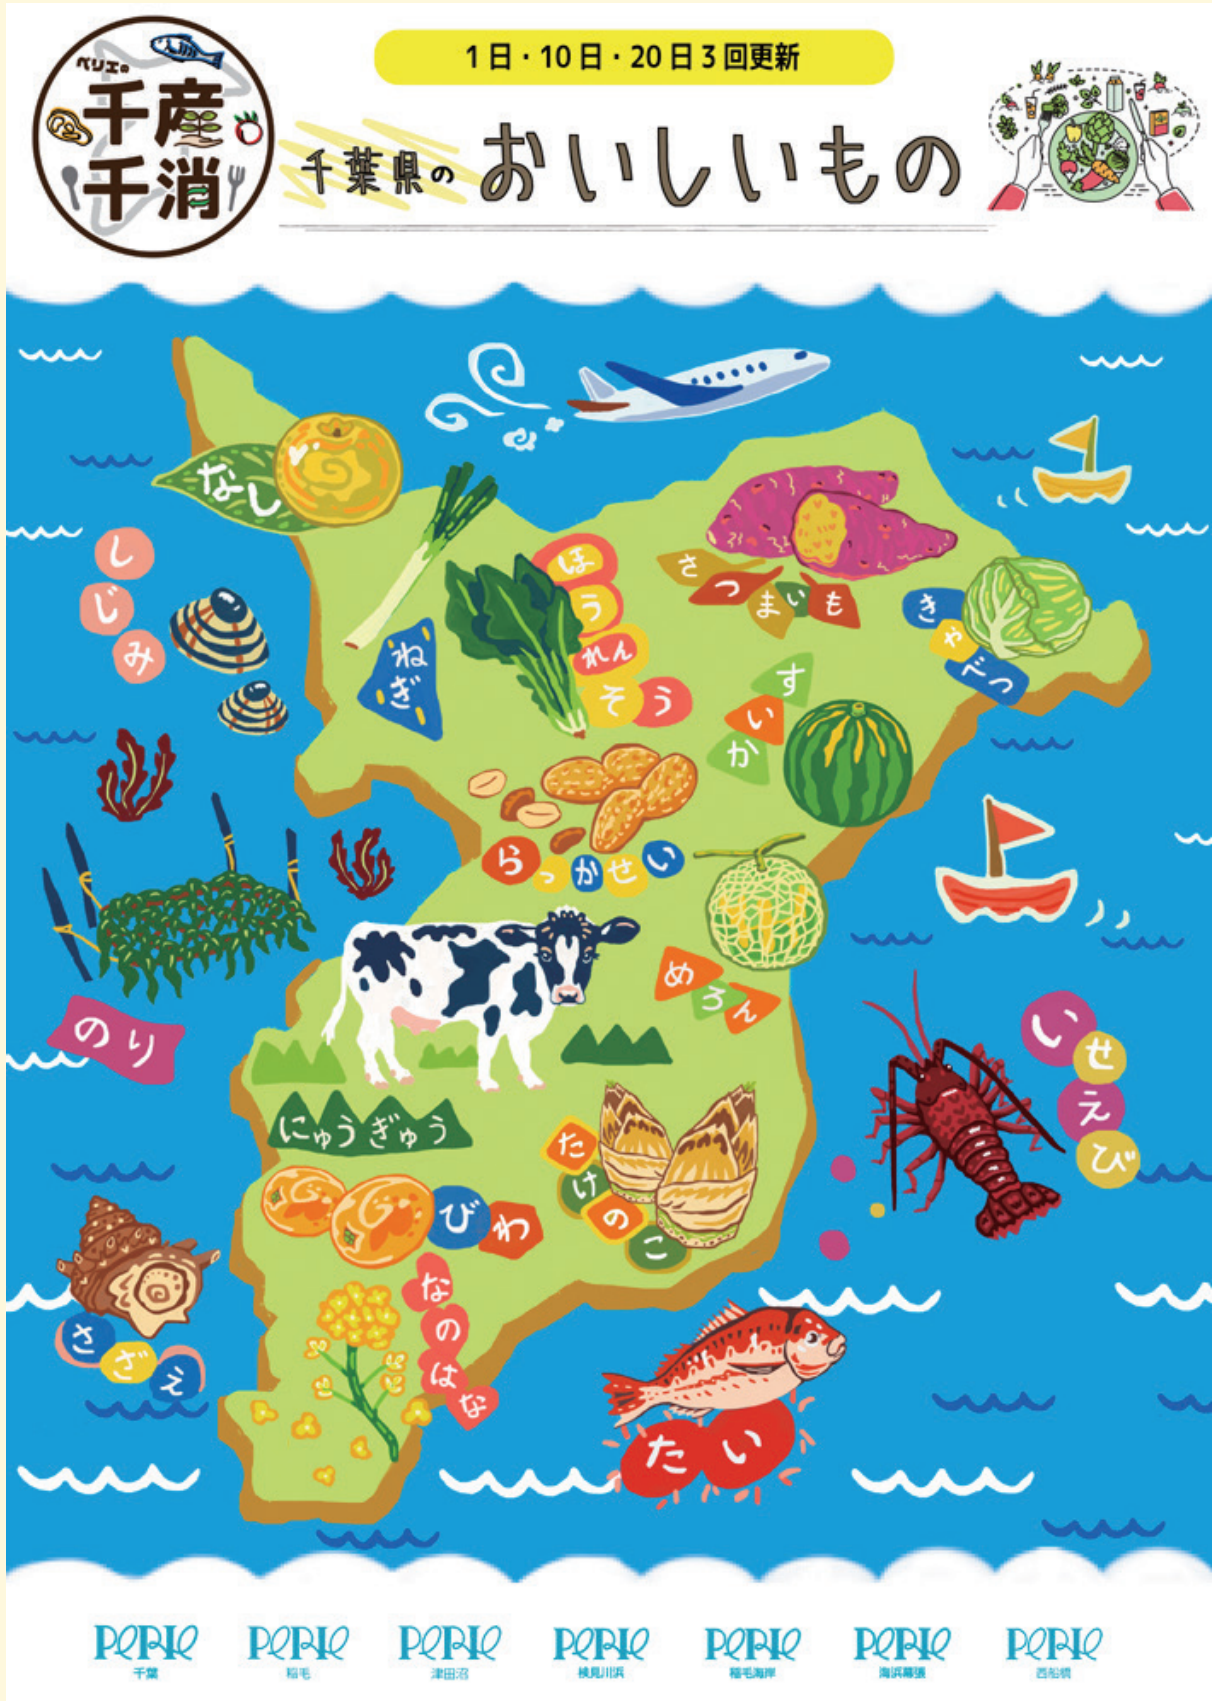 1日・10日・20日3回更新
ペリエの
千産
千消
千葉県の おいしいもの
なし
しじみ
ねぎ
ほうれんそう
さつまいも
きゃべつ
すいか
らっかせい
めろん
のり
にゅうぎゅう
たけのこ
いせえび
びわ
さざえ
なのはな
たい
PERIE PERIE PERIE PERIE PERIE PERIE PERIE
千葉 稲毛 津田沼 検見川浜 稲毛海岸 海浜幕張 西船橋